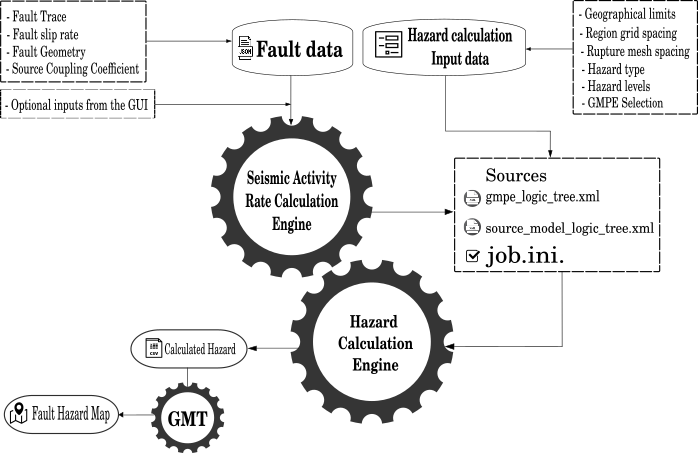 - Fault Trace
- Fault slip rate
- Fault Geometry
- Source Coupling Coefficient
- Optional inputs from the GUI
JSON
Fault data
Hazard calculation
Input data
- Geographical limits
- Region grid spacing
- Rupture mesh spacing
- Hazard type
- Hazard levels
- GMPE Selection
Seismic Activity
Rate Calculation
Engine
Sources
gmpe_logic_tree.xml
source_model_logic_tree.xml
job.ini.
Hazard
Calculation
Engine
CSV
Calculated Hazard
GMT
Fault Hazard Map